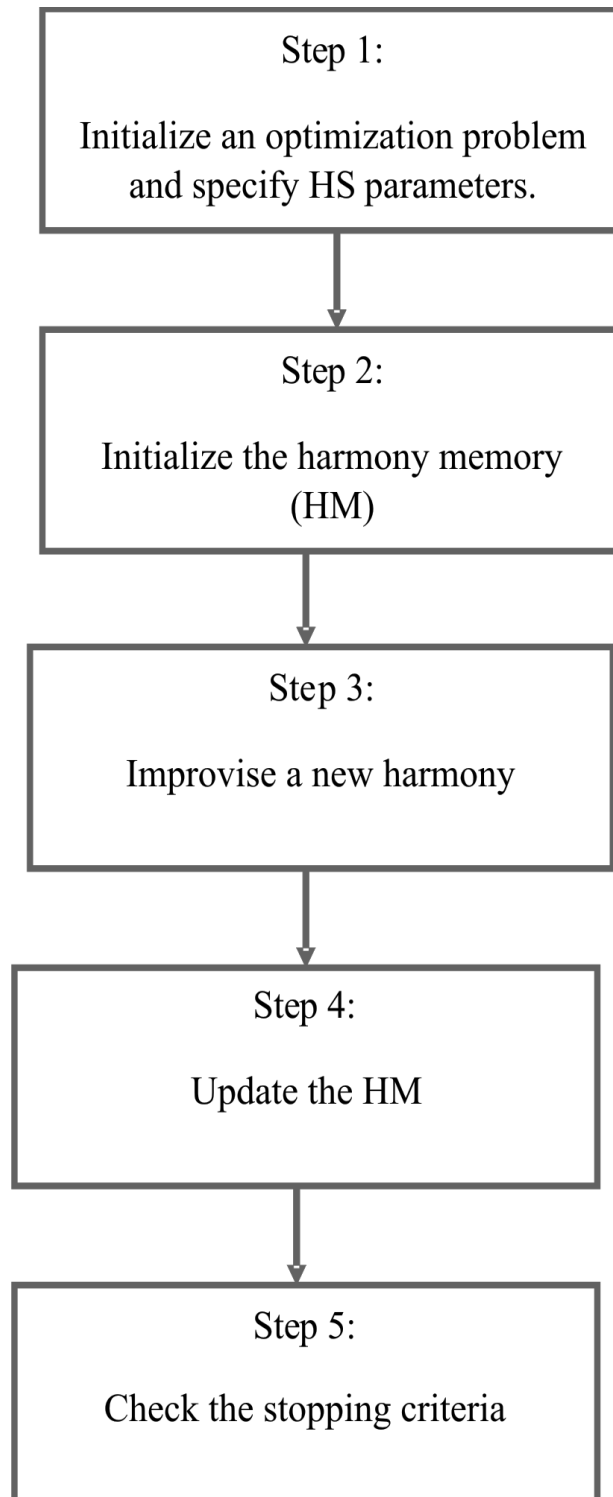 Step 1:
Initialize an optimization problem
and specify HS parameters.
Step 2:
Initialize the harmony memory
(HM)
Step 3:
Improvise a new harmony
Step 4:
Update the HM
Step 5:
Check the stopping criteria